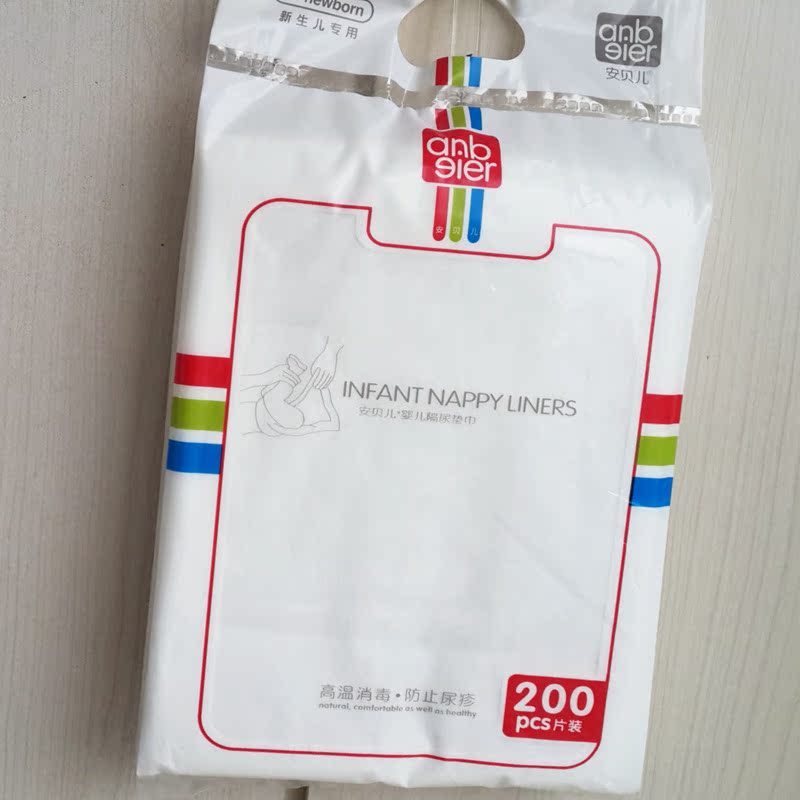 newborn
新生儿专用
anb
eier
安贝儿
anb
eier
安贝儿
INFANT NAPPY LINERS
安贝儿®婴儿隔尿垫巾
高温消毒·防止尿疹
natural, comfortable as well as healthy
200
pcs片装